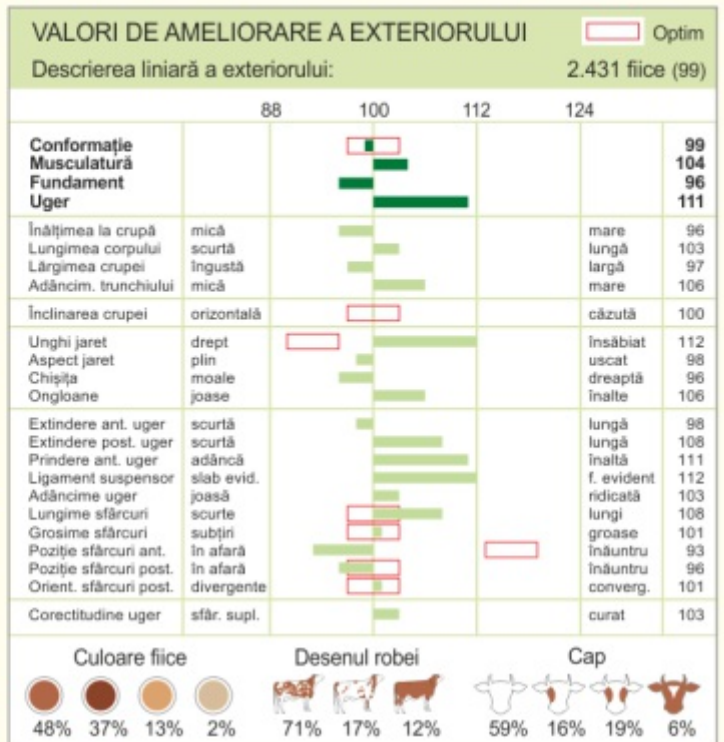 VALORI DE AMELIORARE A EXTERIORULUI Optim
Descrierea liniară a exteriorului: 2.431 fiice (99)
88 100 112 124
Conformație 99
Musculatură 104
Fundament 96
Uger 111
Înălțimea la crupă mică mare 96
Lungimea corpului scurtă lungă 103
Lărgimea crupei îngustă largă 97
Adâncim. trunchiului mică mare 106
Înclinarea crupei orizontală căzută 100
Unghi jaret drept însăbiat 112
Aspect jaret plin uscat 98
Chișița moale dreaptă 96
Ongloane joase înalte 106
Extindere ant. uger scurtă lungă 98
Extindere post. uger scurtă lungă 108
Prindere ant. uger adâncă înaltă 111
Ligament suspensor slab evid. f. evident 112
Adâncime uger joasă ridicată 103
Lungime sfârcuri scurte lungi 108
Grosime sfârcuri subțiri groase 101
Poziție sfârcuri ant. în afară înăuntru 93
Poziție sfârcuri post. în afară înăuntru 96
Orient. sfârcuri post. divergente converg. 101
Corectitudine uger sfâr. supl. curat 103
Culoare fiice Desenul robei Cap
48% 37% 13% 2% 71% 17% 12% 59% 16% 19% 6%